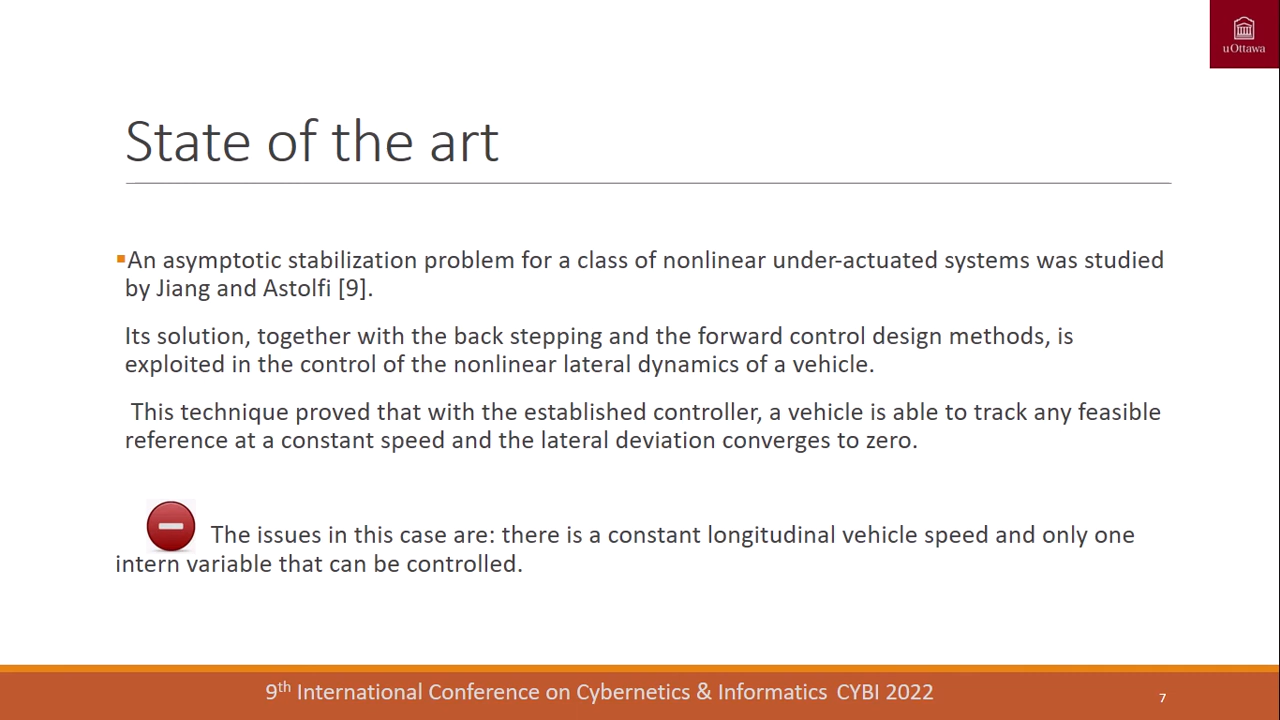 uOttawa
State of the art
▪An asymptotic stabilization problem for a class of nonlinear under-actuated systems was studied
by Jiang and Astolfi [9].
Its solution, together with the back stepping and the forward control design methods, is
exploited in the control of the nonlinear lateral dynamics of a vehicle.
This technique proved that with the established controller, a vehicle is able to track any feasible
reference at a constant speed and the lateral deviation converges to zero.
The issues in this case are: there is a constant longitudinal vehicle speed and only one
intern variable that can be controlled.
9th International Conference on Cybernetics & Informatics CYBI 2022
7